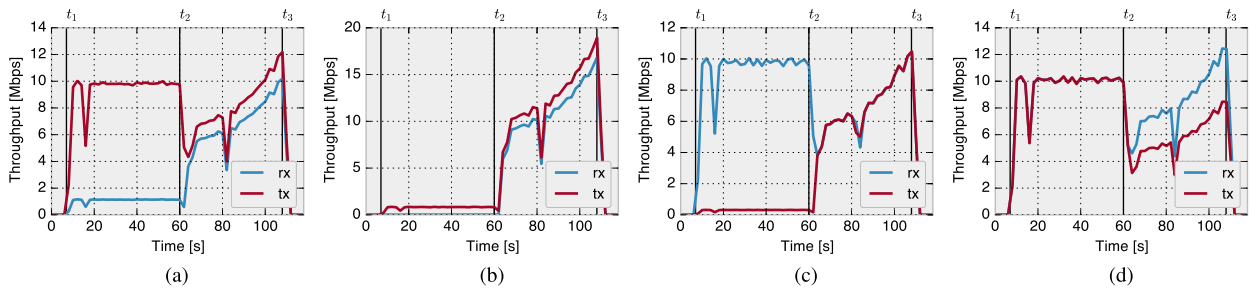 t₁ t₂ t₃
Throughput [Mbps]
14
12
10
8
6
4
2
0
rx
tx
0 20 40 60 80 100
Time [s]
(a)
t₁ t₂ t₃
Throughput [Mbps]
20
15
10
5
0
rx
tx
0 20 40 60 80 100
Time [s]
(b)
t₁ t₂ t₃
Throughput [Mbps]
12
10
8
6
4
2
0
rx
tx
0 20 40 60 80 100
Time [s]
(c)
t₁ t₂ t₃
Throughput [Mbps]
14
12
10
8
6
4
2
0
rx
tx
0 20 40 60 80 100
Time [s]
(d)